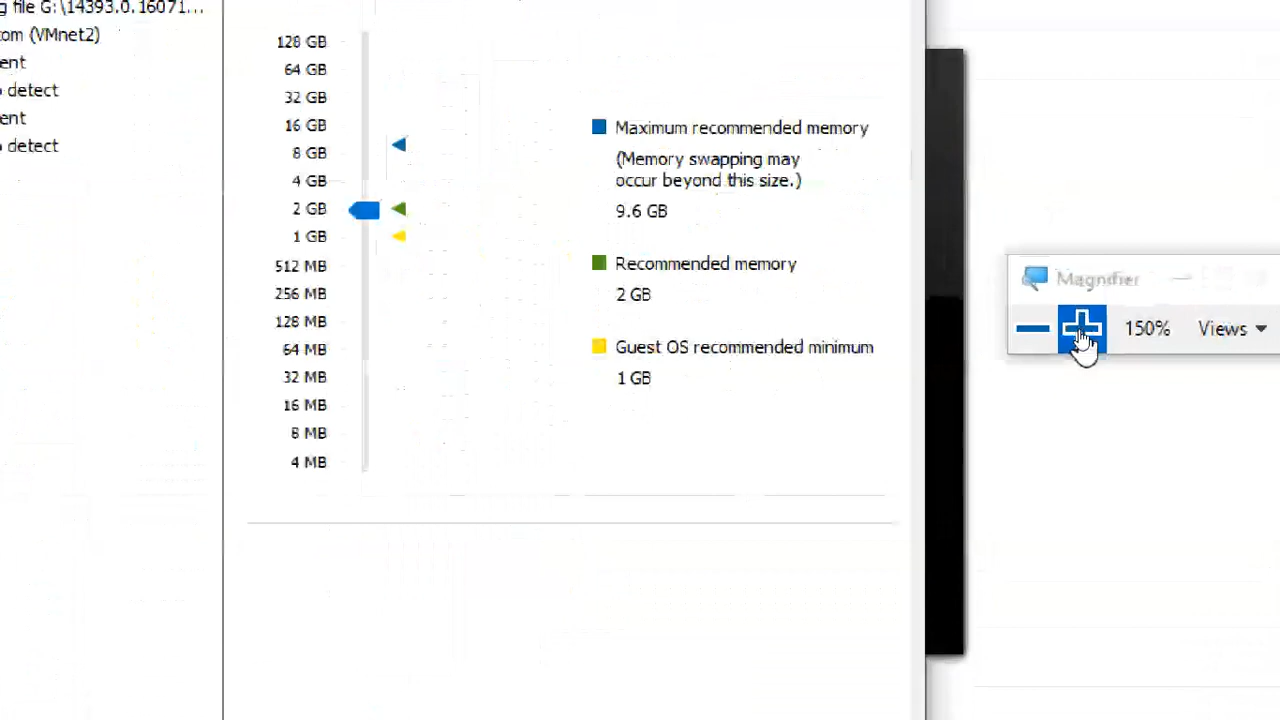 g file G:\14393.0.16071...
tom (VMnet2)
ent
detect
ent
detect
128 GB
64 GB
32 GB
16 GB
8 GB
4 GB
2 GB
1 GB
512 MB
256 MB
128 MB
64 MB
32 MB
16 MB
8 MB
4 MB
Maximum recommended memory
(Memory swapping may
occur beyond this size.)
9.6 GB
Recommended memory
2 GB
Guest OS recommended minimum
1 GB
Magnifier
150%
Views